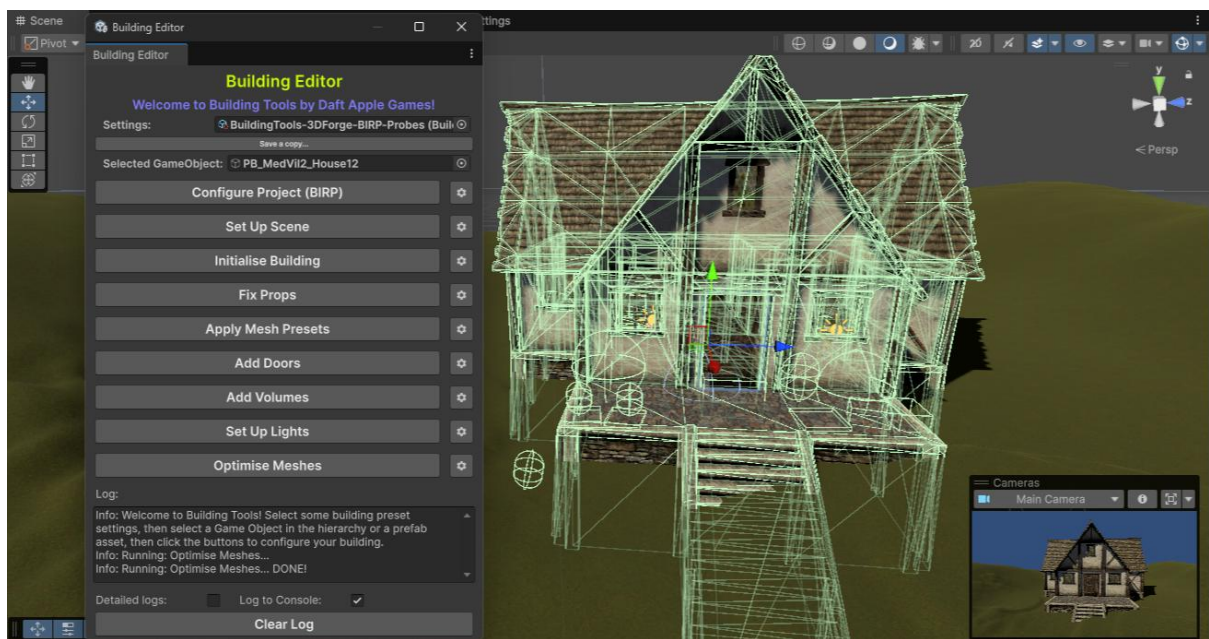 Scene
Building Editor
ttings
Pivot
Building Editor
2D
Building Editor
Welcome to Building Tools by Daft Apple Games!
Settings: BuildingTools-3DForge-BIRP-Probes (Buil
Save a copy...
Selected GameObject: PB_MedVil2_House12
Configure Project (BIRP)
Set Up Scene
Initialise Building
Fix Props
Apply Mesh Presets
Add Doors
Add Volumes
Set Up Lights
Optimise Meshes
Log:
Info: Welcome to Building Tools! Select some building preset
settings, then select a Game Object in the hierarchy or a prefab
asset, then click the buttons to configure your building.
Info: Running: Optimise Meshes...
Info: Running: Optimise Meshes... DONE!
Detailed logs: Log to Console:
Clear Log
y
z
< Persp
Cameras
Main Camera